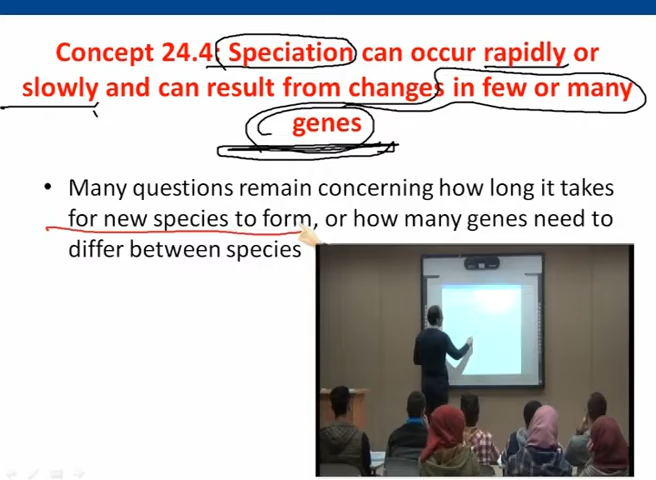 Concept 24.4: Speciation can occur rapidly or
slowly and can result from changes in few or many
genes
• Many questions remain concerning how long it takes
for new species to form, or how many genes need to
differ between species